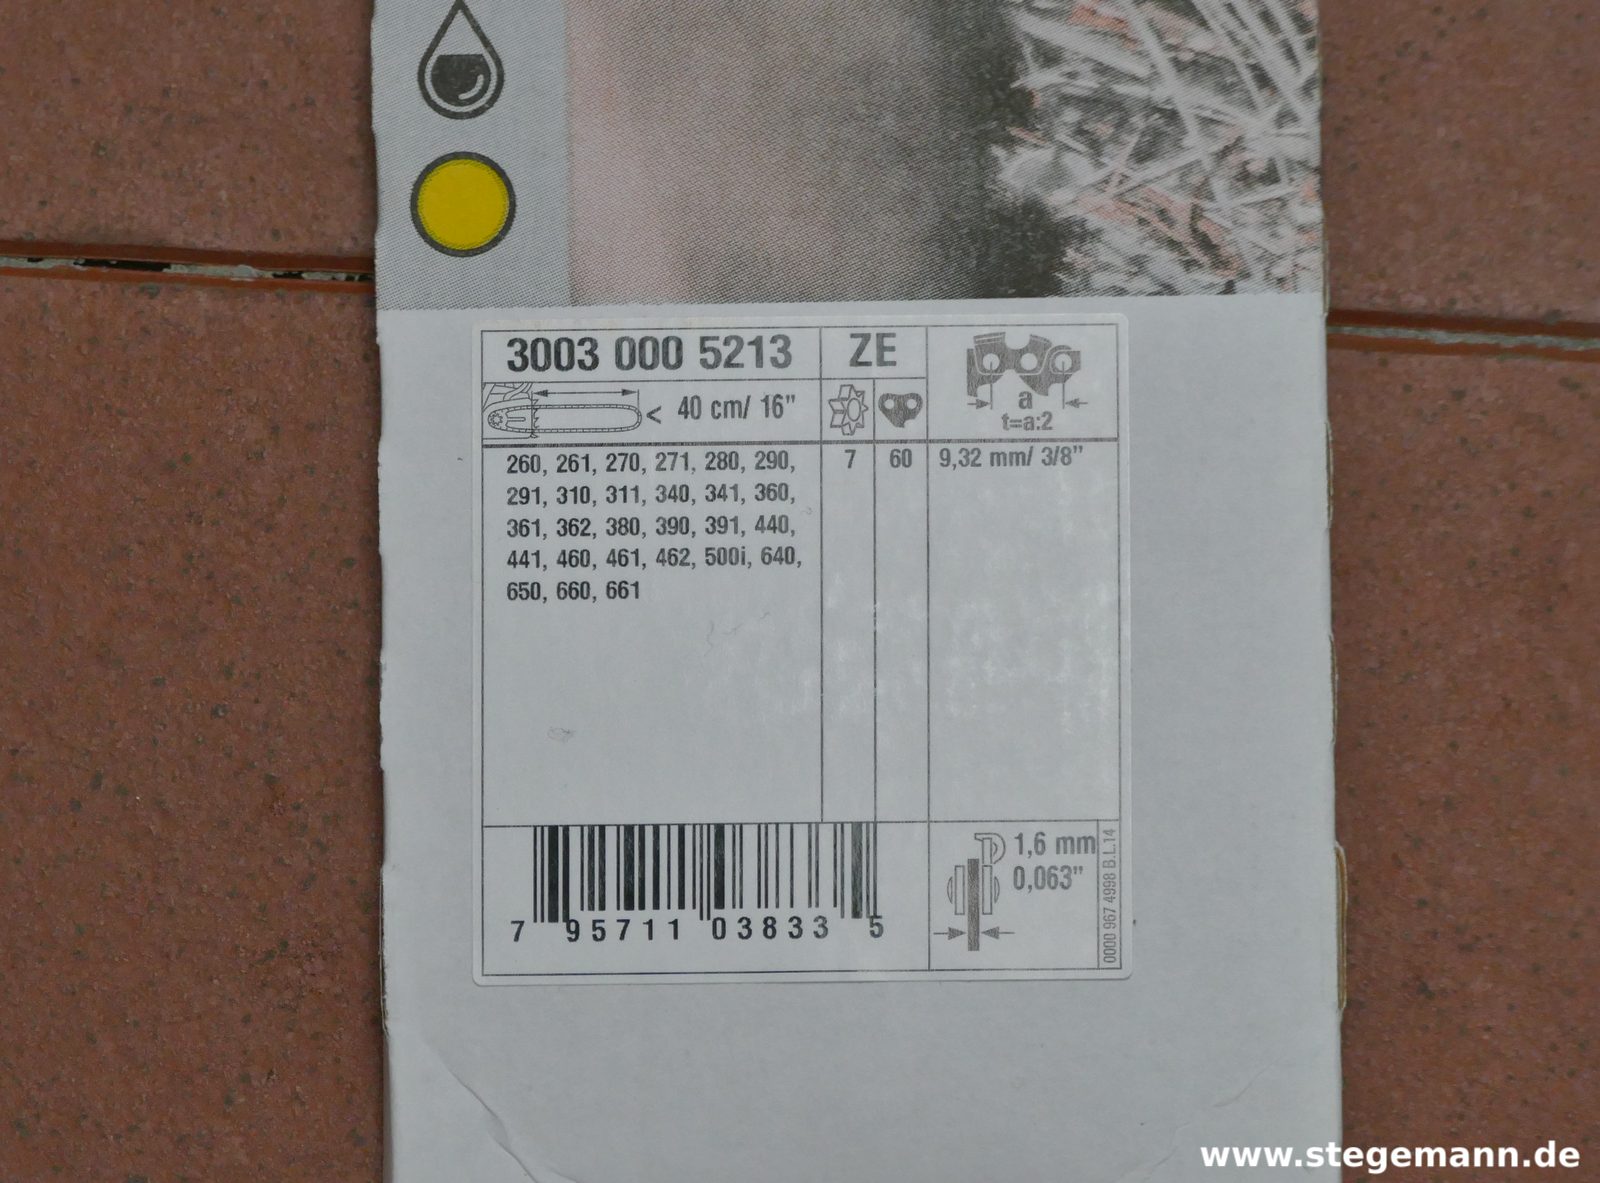 3003 000 5213
ZE
< 40 cm/ 16"
a
t=a:2
260, 261, 270, 271, 280, 290,
291, 310, 311, 340, 341, 360,
361, 362, 380, 390, 391, 440,
441, 460, 461, 462, 500i, 640,
650, 660, 661
7
60
9,32 mm/ 3/8"
7 95711 03833 5
1,6 mm
0,063"
0000 967 4998 B.L.14
www.stegemann.de